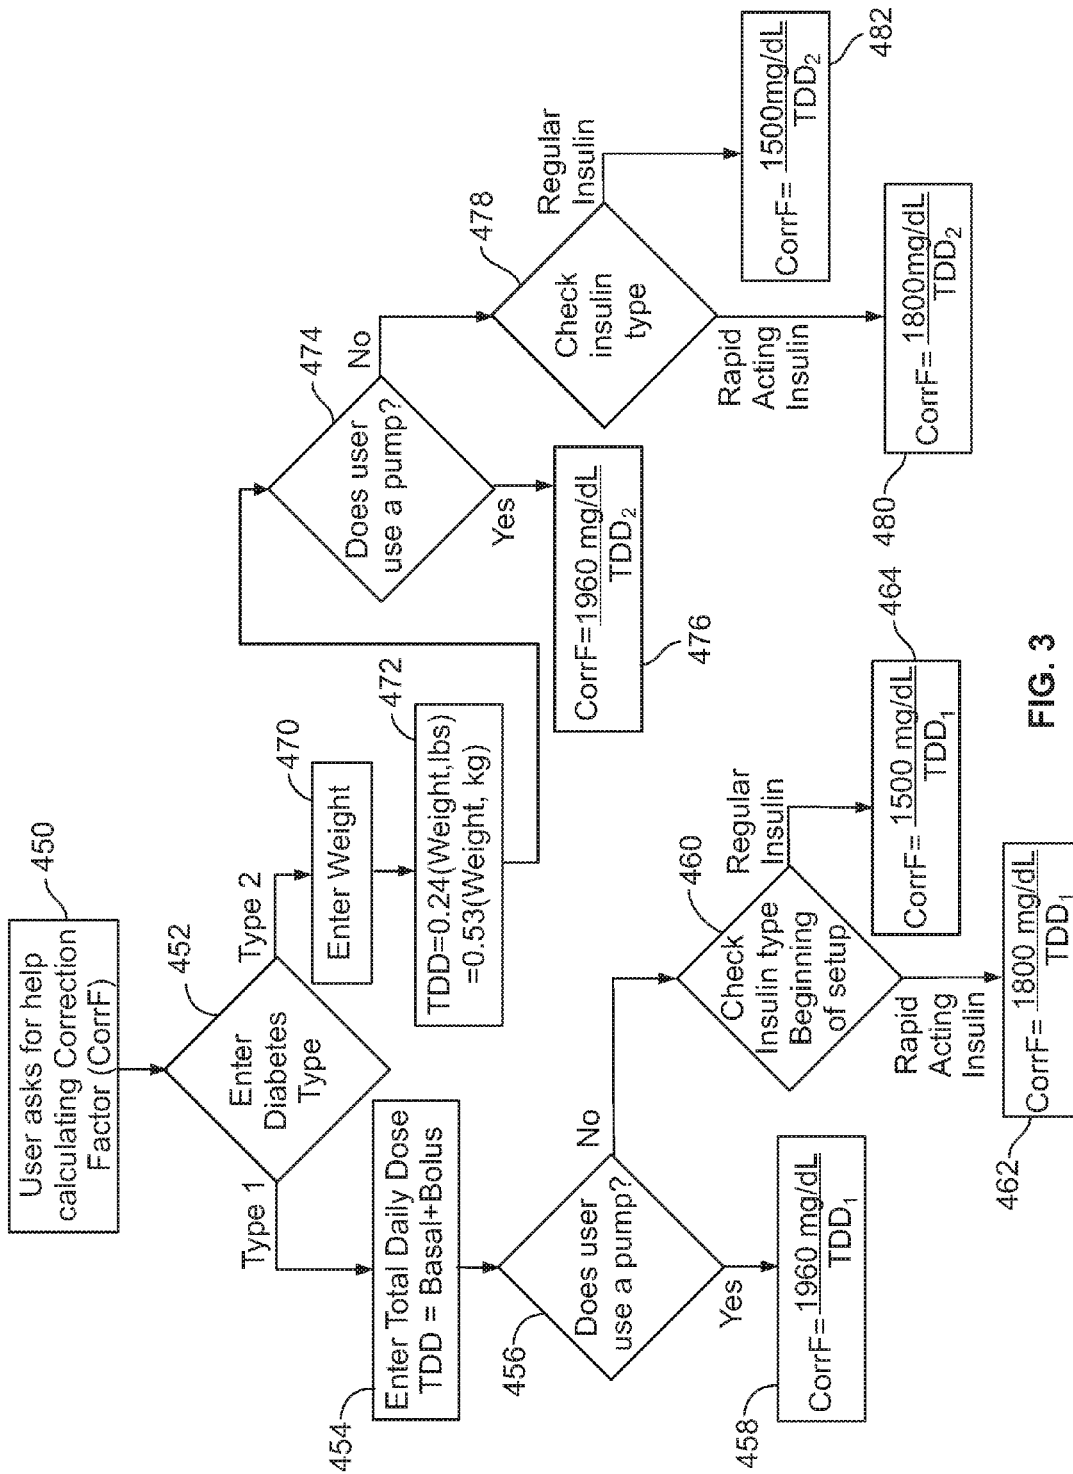 User asks for help
calculating Correction
Factor (CorrF)
450
Enter
Diabetes
Type
452
Type 1
Type 2
Enter Total Daily Dose
TDD = Basal+Bolus
454
Does user
use a pump?
456
Yes
No
CorrF=1960 mg/dL
TDD1
458
Check
Insulin type
Beginning
of setup
460
Rapid
Acting
Insulin
Regular
Insulin
CorrF= 1800 mg/dL
TDD1
462
CorrF= 1500 mg/dL
TDD1
464
Enter Weight
470
TDD=0.24(Weight,lbs)
=0.53(Weight, kg)
472
Does user
use a pump?
474
Yes
No
CorrF=1960 mg/dL
TDD2
476
Check
insulin
type
478
Rapid
Acting
Insulin
Regular
Insulin
CorrF= 1800mg/dL
TDD2
480
CorrF= 1500mg/dL
TDD2
482
FIG. 3